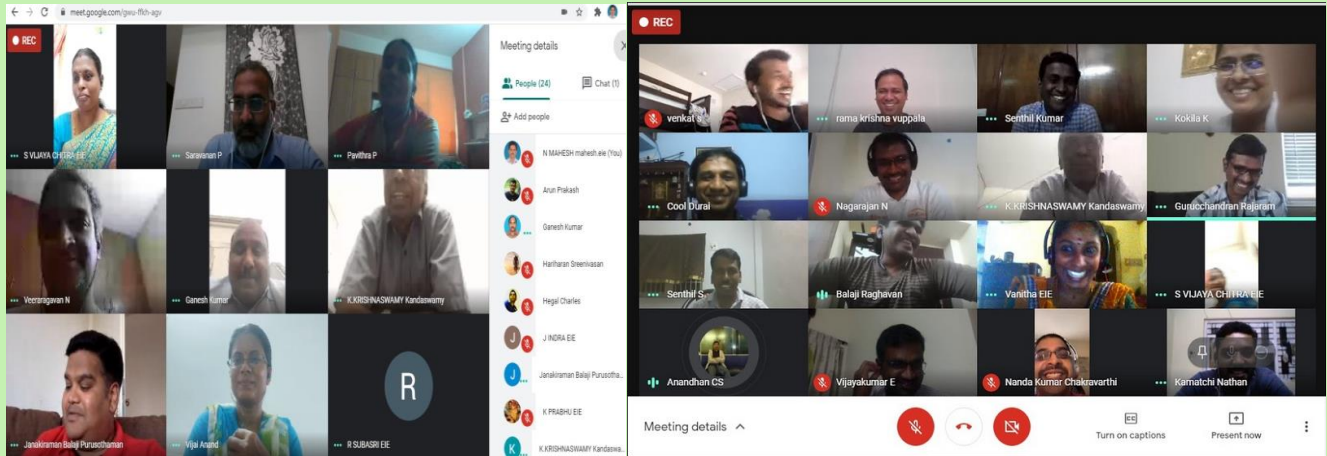 meet.google.com/gwu-ffkh-agv
REC
S VIJAYA CHITRA EIE
Saravanan P
Pavithra P
Veeraragavan N
Ganesh Kumar
K.KRISHNASWAMY Kandaswamy
Janakiraman Balaji Purusothaman
Vijai Anand
R
R SUBASRI EIE
Meeting details
People (24)
Chat (1)
Add people
N MAHESH mahesh.eie (You)
Arun Prakash
Ganesh Kumar
Hariharan Sreenivasan
Hegal Charles
J
J INDRA EIE
J
Janakiraman Balaji Purusotha...
K PRABHU EIE
K
K.KRISHNASWAMY Kandaswa...
REC
venkat s
rama krishna vuppala
Senthil Kumar
Kokila K
Cool Durai
Nagarajan N
K.KRISHNASWAMY Kandaswamy
Gurucchandran Rajaram
Senthil S
Balaji Raghavan
Vanitha EIE
S VIJAYA CHITRA EIE
Anandhan CS
Vijayakumar E
Nanda Kumar Chakravarthi
Kamatchi Nathan
Meeting details
CC
Turn on captions
Present now